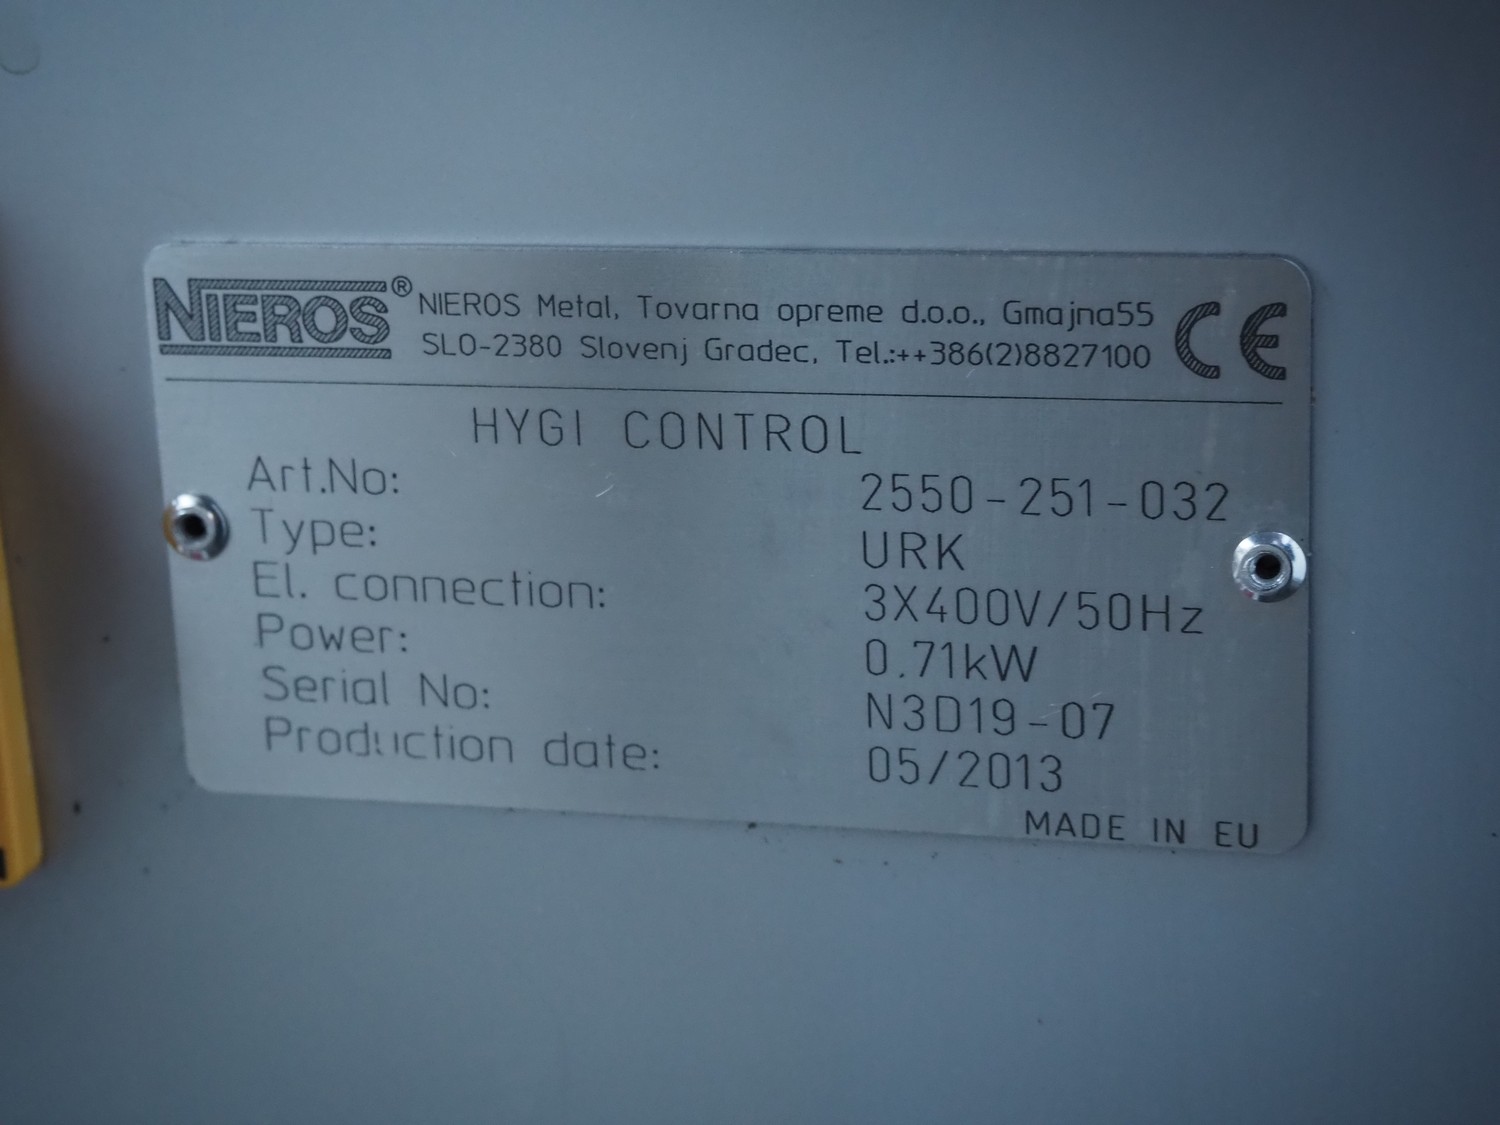 NIEROS® NIEROS Metal, Tovarna opreme d.o.o., Gmajna55
SLO-2380 Slovenj Gradec, Tel.:++386(2)8827100
CE
HYGI CONTROL
Art.No: 2550-251-032
Type: URK
El. connection: 3X400V/50Hz
Power: 0.71kW
Serial No: N3D19-07
Production date: 05/2013
MADE IN EU